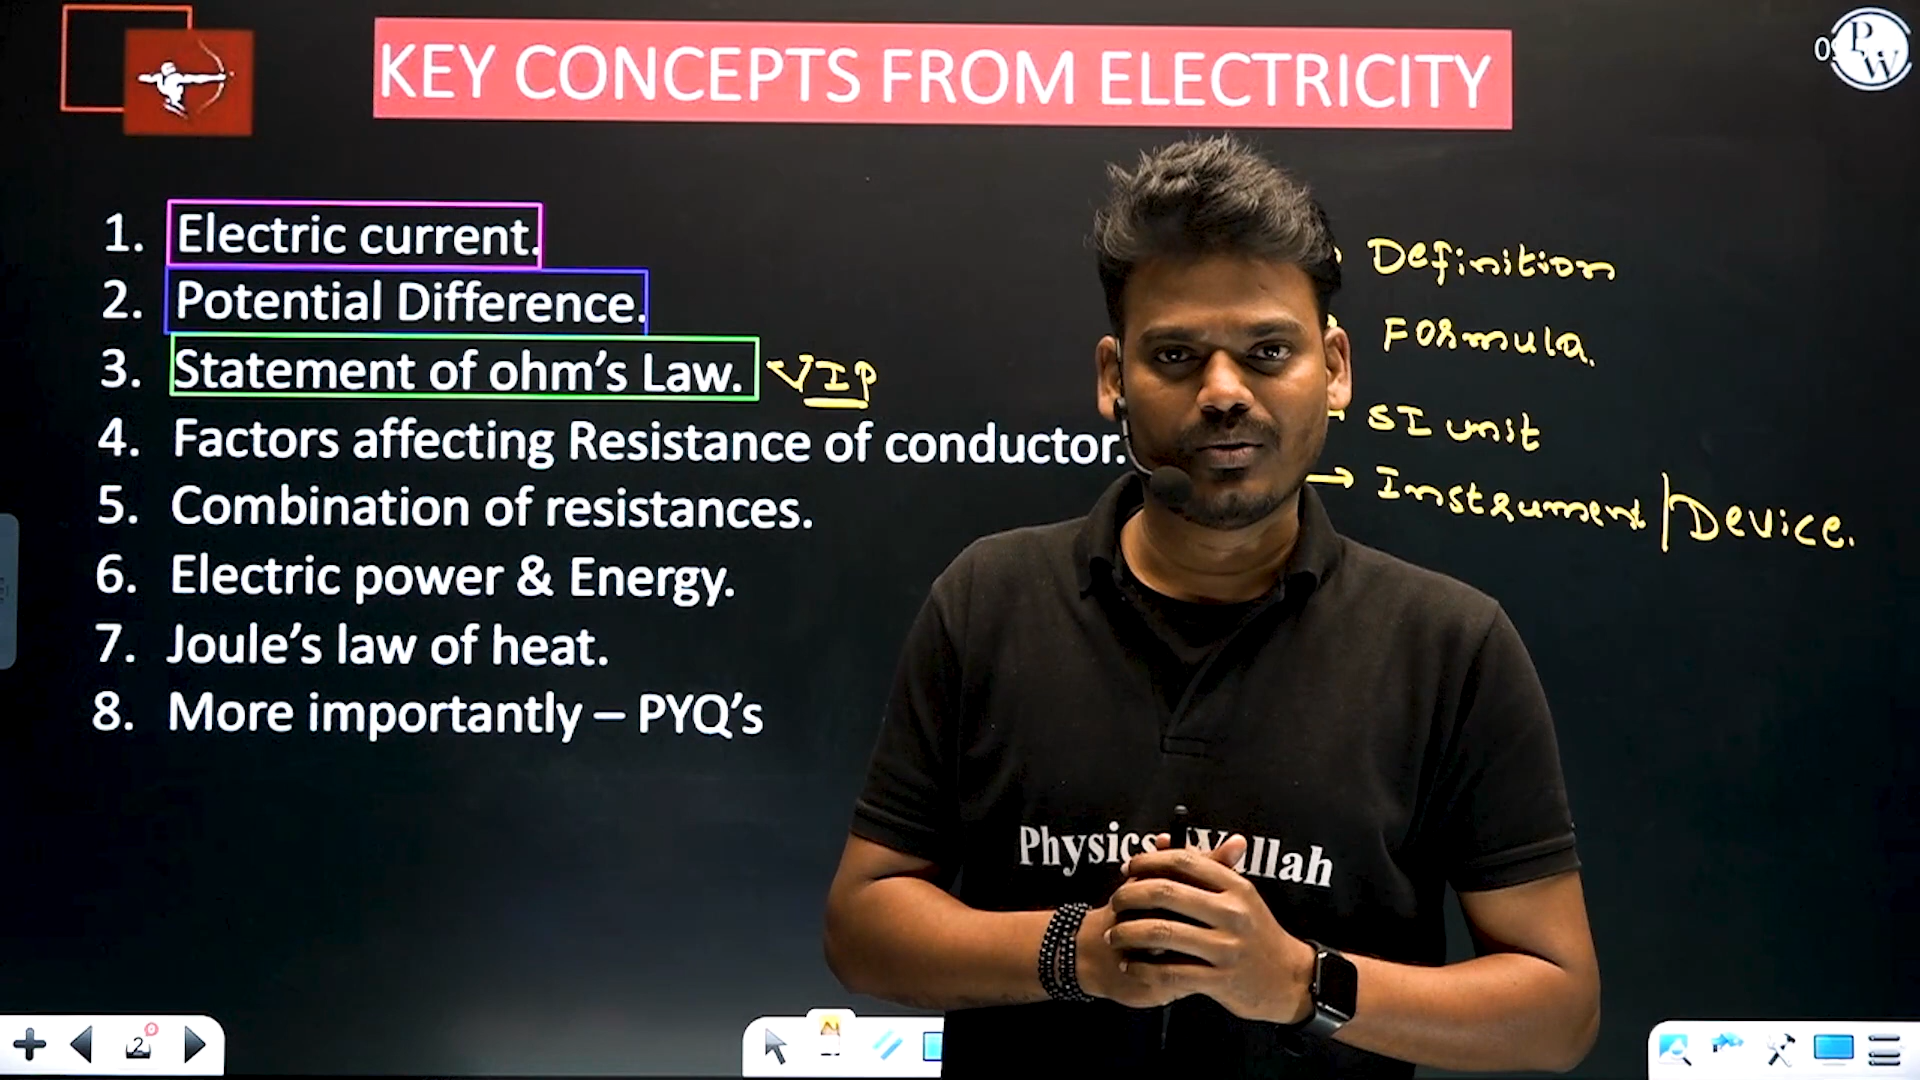 KEY CONCEPTS FROM ELECTRICITY
PW
1. Electric current.
2. Potential Difference.
3. Statement of ohm's Law. VIP
4. Factors affecting Resistance of conductor.
5. Combination of resistances.
6. Electric power & Energy.
7. Joule's law of heat.
8. More importantly – PYQ's
Definition
Formula.
SI unit
→ Instrument/Device.
Physics Wallah
2